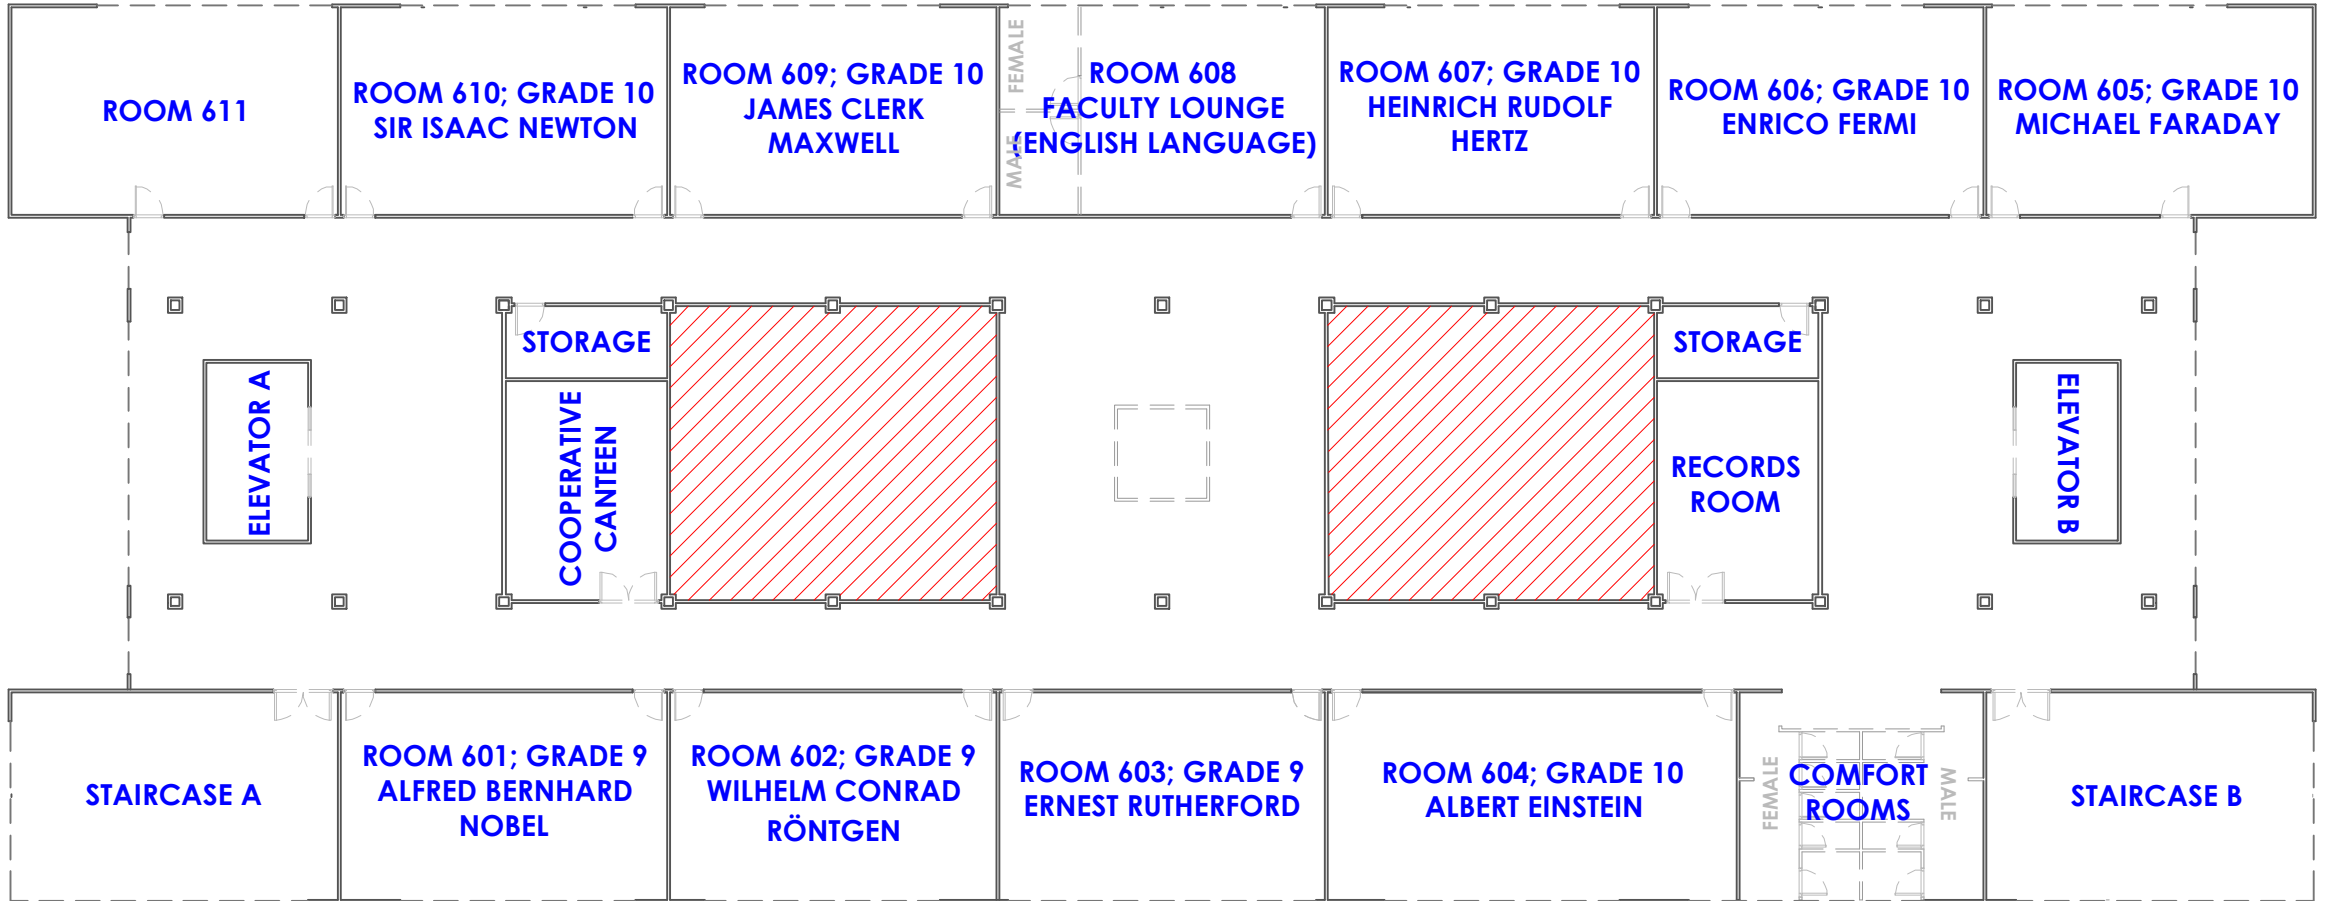 ROOM 611
ROOM 610; GRADE 10
SIR ISAAC NEWTON
ROOM 609; GRADE 10
JAMES CLERK
MAXWELL
FEMALE
MALE
ROOM 608
FACULTY LOUNGE
(ENGLISH LANGUAGE)
ROOM 607; GRADE 10
HEINRICH RUDOLF
HERTZ
ROOM 606; GRADE 10
ENRICO FERMI
ROOM 605; GRADE 10
MICHAEL FARADAY
ELEVATOR A
STORAGE
COOPERATIVE
CANTEEN
STORAGE
RECORDS
ROOM
ELEVATOR B
STAIRCASE A
ROOM 601; GRADE 9
ALFRED BERNHARD
NOBEL
ROOM 602; GRADE 9
WILHELM CONRAD
RÖNTGEN
ROOM 603; GRADE 9
ERNEST RUTHERFORD
ROOM 604; GRADE 10
ALBERT EINSTEIN
FEMALE
COMFORT
ROOMS
MALE
STAIRCASE B